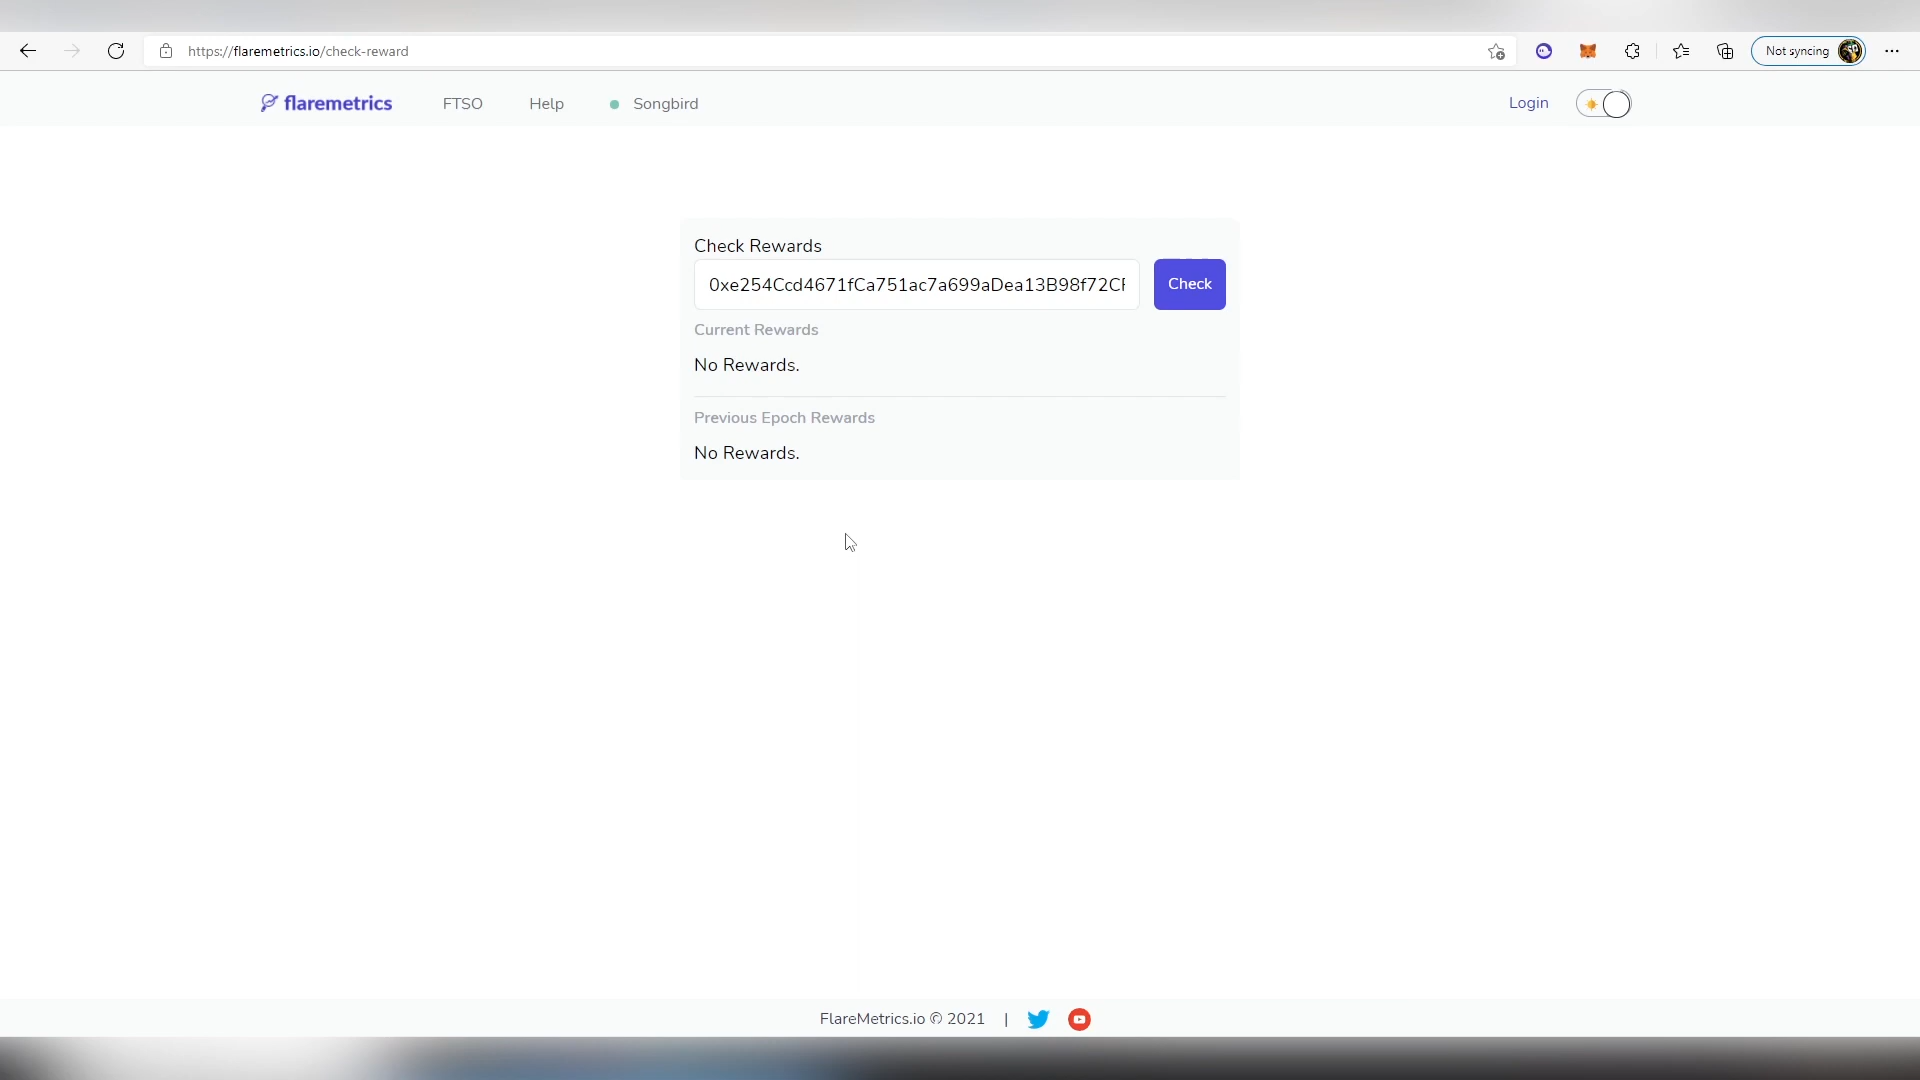 https://flaremetrics.io/check-reward
Not syncing
flaremetrics FTSO Help Songbird Login
Check Rewards
0xe254Ccd4671fCa751ac7a699aDea13B98f72C Check
Current Rewards
No Rewards.
Previous Epoch Rewards
No Rewards.
FlareMetrics.io © 2021 |